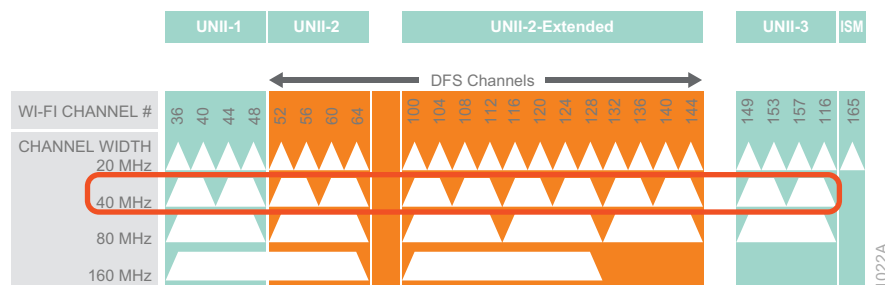 UNII-1 UNII-2 UNII-2-Extended UNII-3 ISM
DFS Channels
WI-FI CHANNEL # 36 40 44 48 52 56 60 64 100 104 108 112 116 120 124 128 132 136 140 144 149 153 157 116 165
CHANNEL WIDTH
20 MHz
40 MHz
80 MHz
160 MHz
1022A